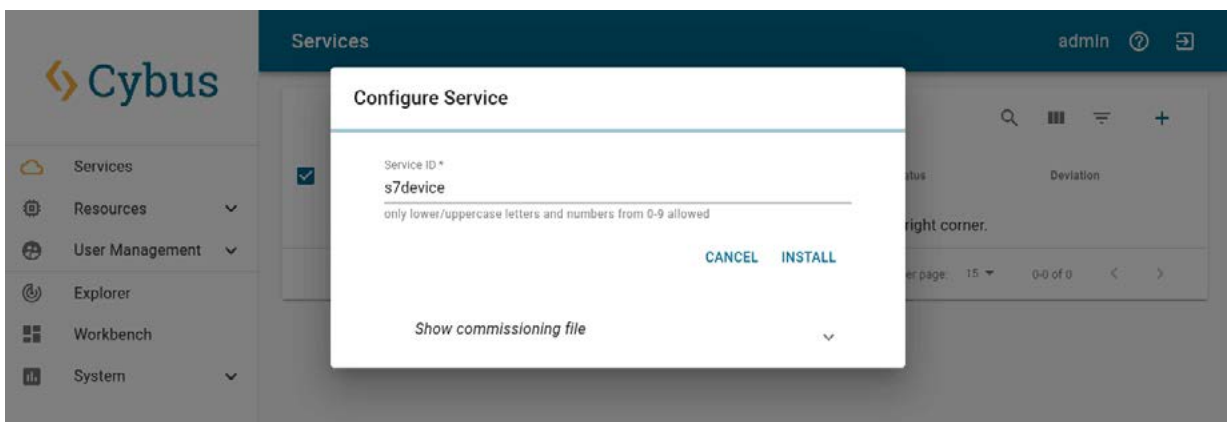 Cybus
Services
Resources
User Management
Explorer
Workbench
System
Services
admin
Configure Service
Service ID *
s7device
only lower/uppercase letters and numbers from 0-9 allowed
CANCEL INSTALL
Show commissioning file
Deviation
right corner.
page: 15 0-0 of 0